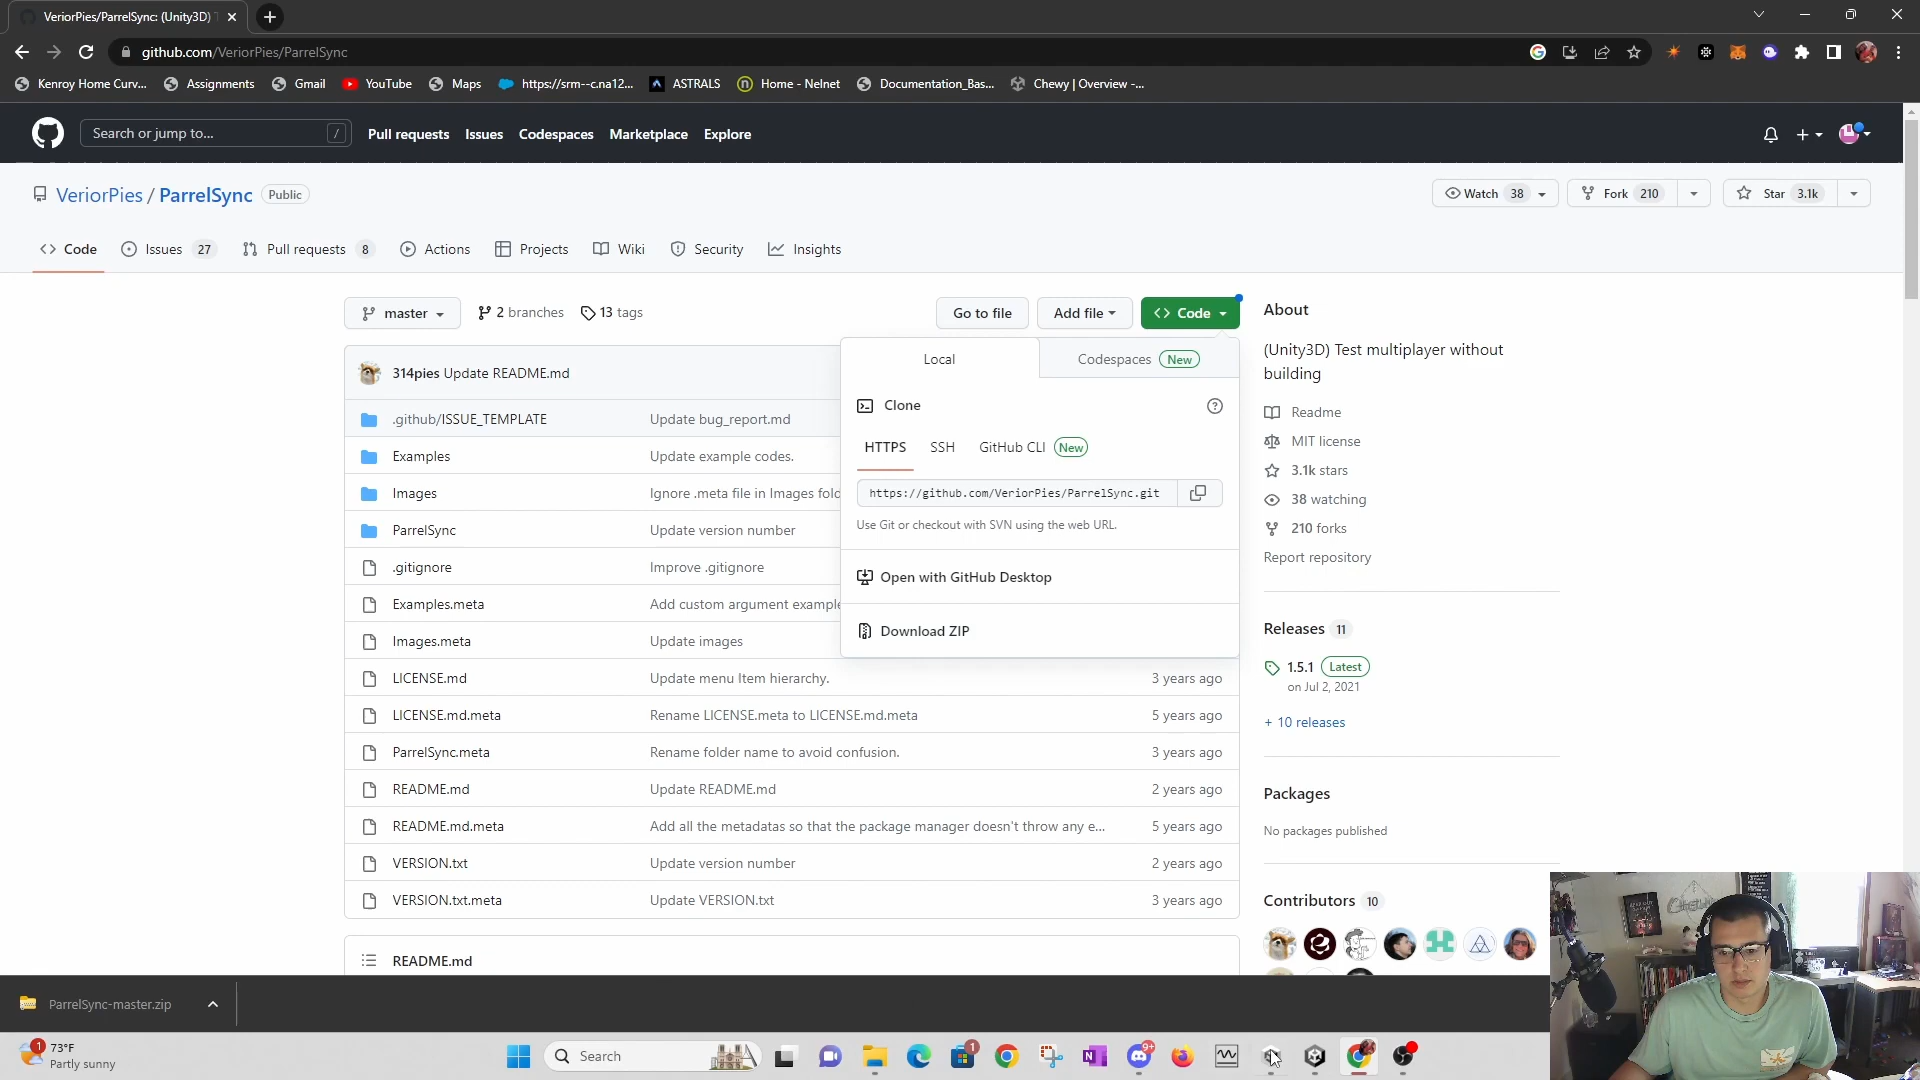 VeriorPies/ParrelSync: (Unity3D) T
github.com/VeriorPies/ParrelSync
Kenroy Home Curv... Assignments Gmail YouTube Maps https://srm--c.na12... ASTRALS Home - Nelnet Documentation_Bas... Chewy | Overview -...
Search or jump to... / Pull requests Issues Codespaces Marketplace Explore
VeriorPies / ParrelSync Public Watch 38 Fork 210 Star 3.1k
Code Issues 27 Pull requests 8 Actions Projects Wiki Security Insights
master 2 branches 13 tags Go to file Add file Code
314pies Update README.md
.github/ISSUE_TEMPLATE Update bug_report.md
Examples Update example codes.
Images Ignore .meta file in Images fold
ParrelSync Update version number
.gitignore Improve .gitignore
Examples.meta Add custom argument example
Images.meta Update images
LICENSE.md Update menu Item hierarchy. 3 years ago
LICENSE.md.meta Rename LICENSE.meta to LICENSE.md.meta 5 years ago
ParrelSync.meta Rename folder name to avoid confusion. 3 years ago
README.md Update README.md 2 years ago
README.md.meta Add all the metadatas so that the package manager doesn't throw any e... 5 years ago
VERSION.txt Update version number 2 years ago
VERSION.txt.meta Update VERSION.txt 3 years ago
README.md
Local Codespaces New
Clone
HTTPS SSH GitHub CLI New
https://github.com/VeriorPies/ParrelSync.git
Use Git or checkout with SVN using the web URL.
Open with GitHub Desktop
Download ZIP
About
(Unity3D) Test multiplayer without
building
Readme
MIT license
3.1k stars
38 watching
210 forks
Report repository
Releases 11
1.5.1 Latest
on Jul 2, 2021
+ 10 releases
Packages
No packages published
Contributors 10
ParrelSync-master.zip
1
73°F
Partly sunny
Search
1
9+